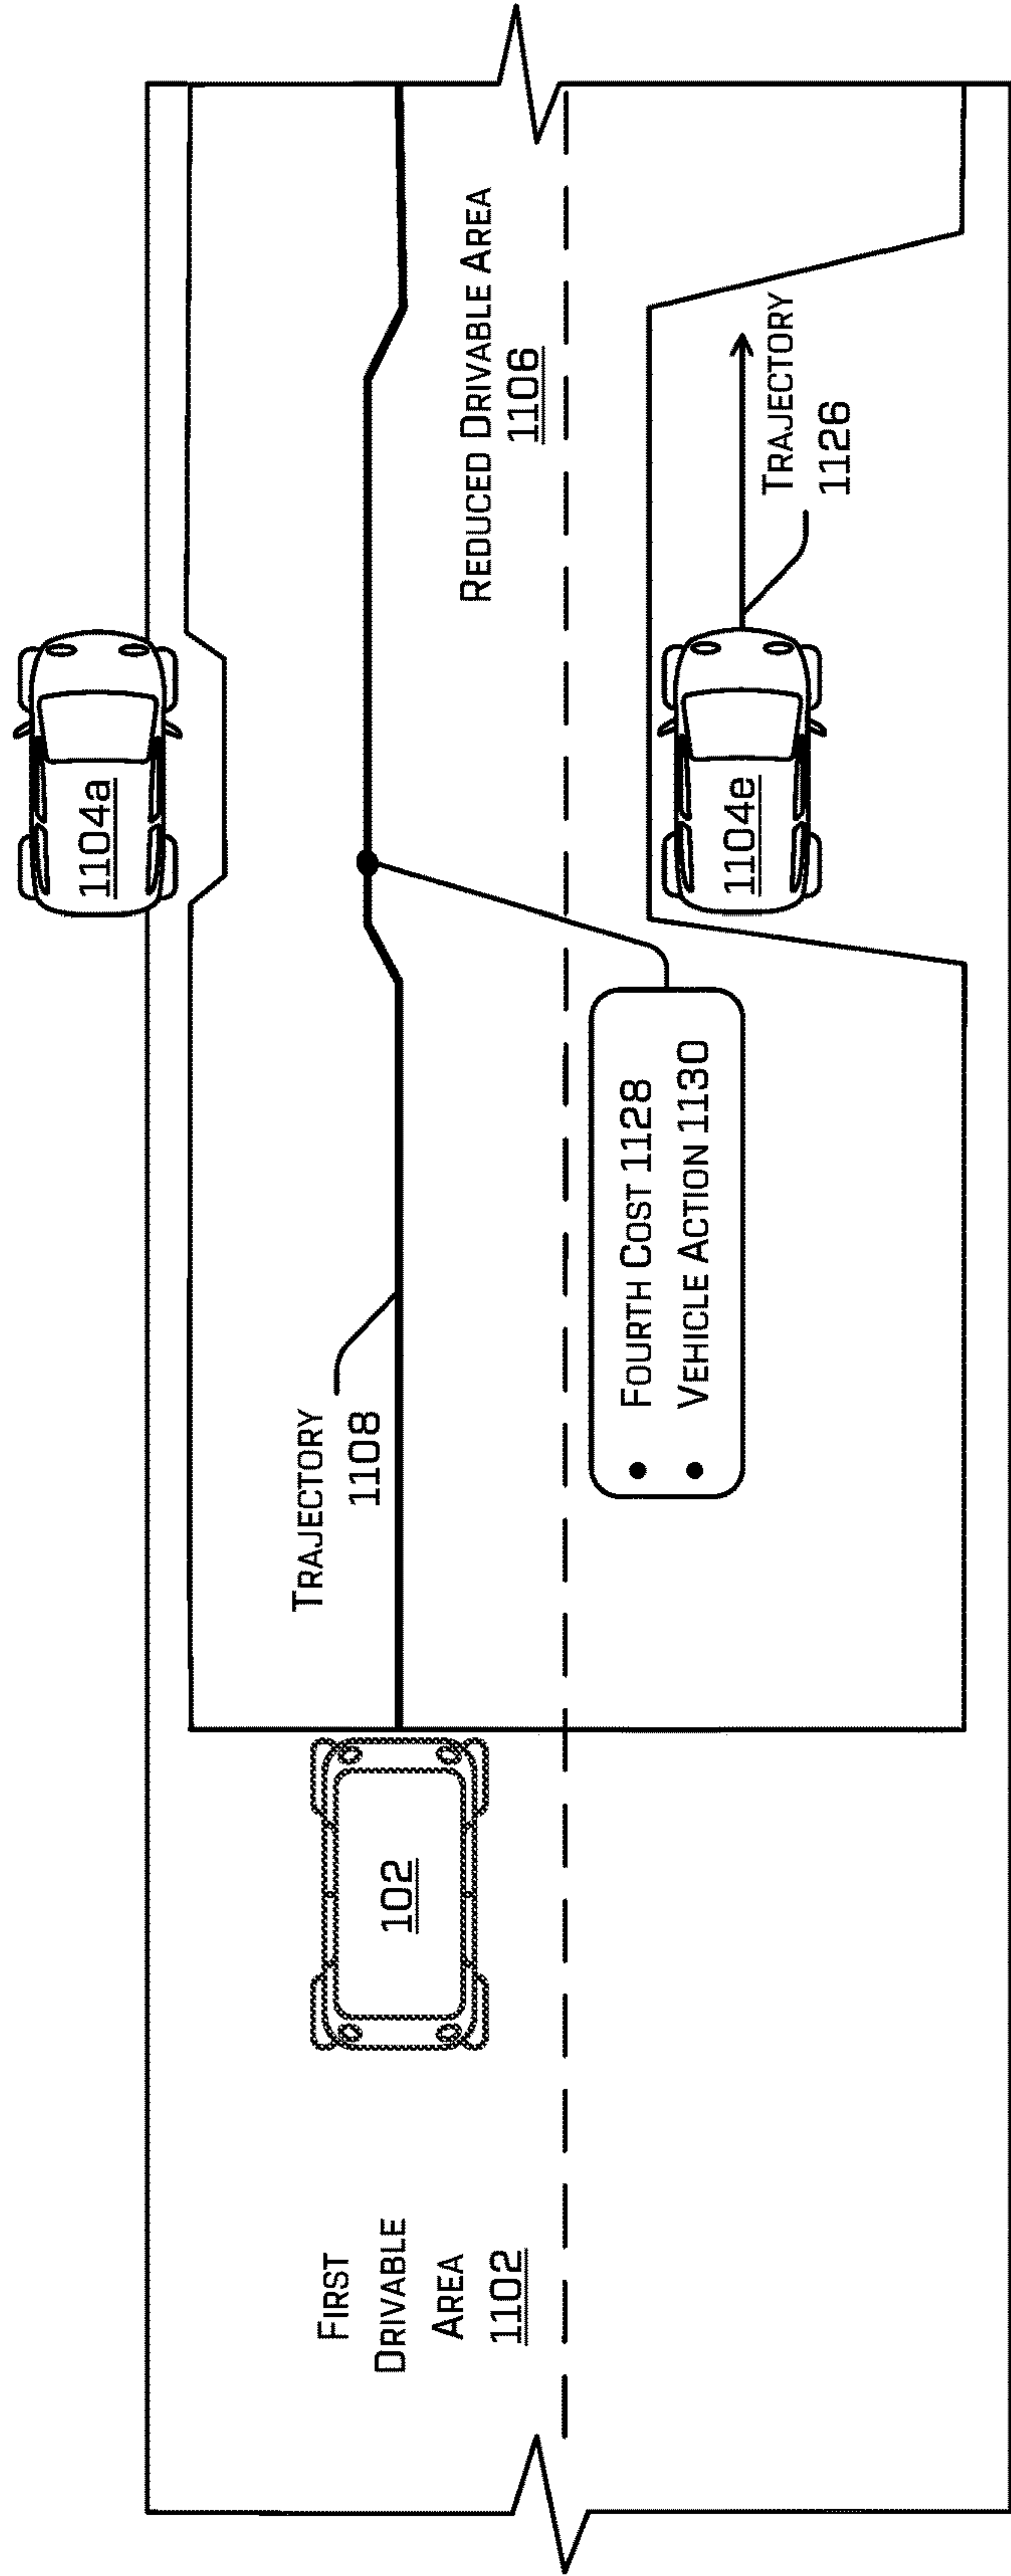 1104a
REDUCED DRIVABLE AREA
1106
TRAJECTORY
1126
1104e
TRAJECTORY
1108
FOURTH COST 1128
VEHICLE ACTION 1130
102
FIRST
DRIVABLE
AREA
1102